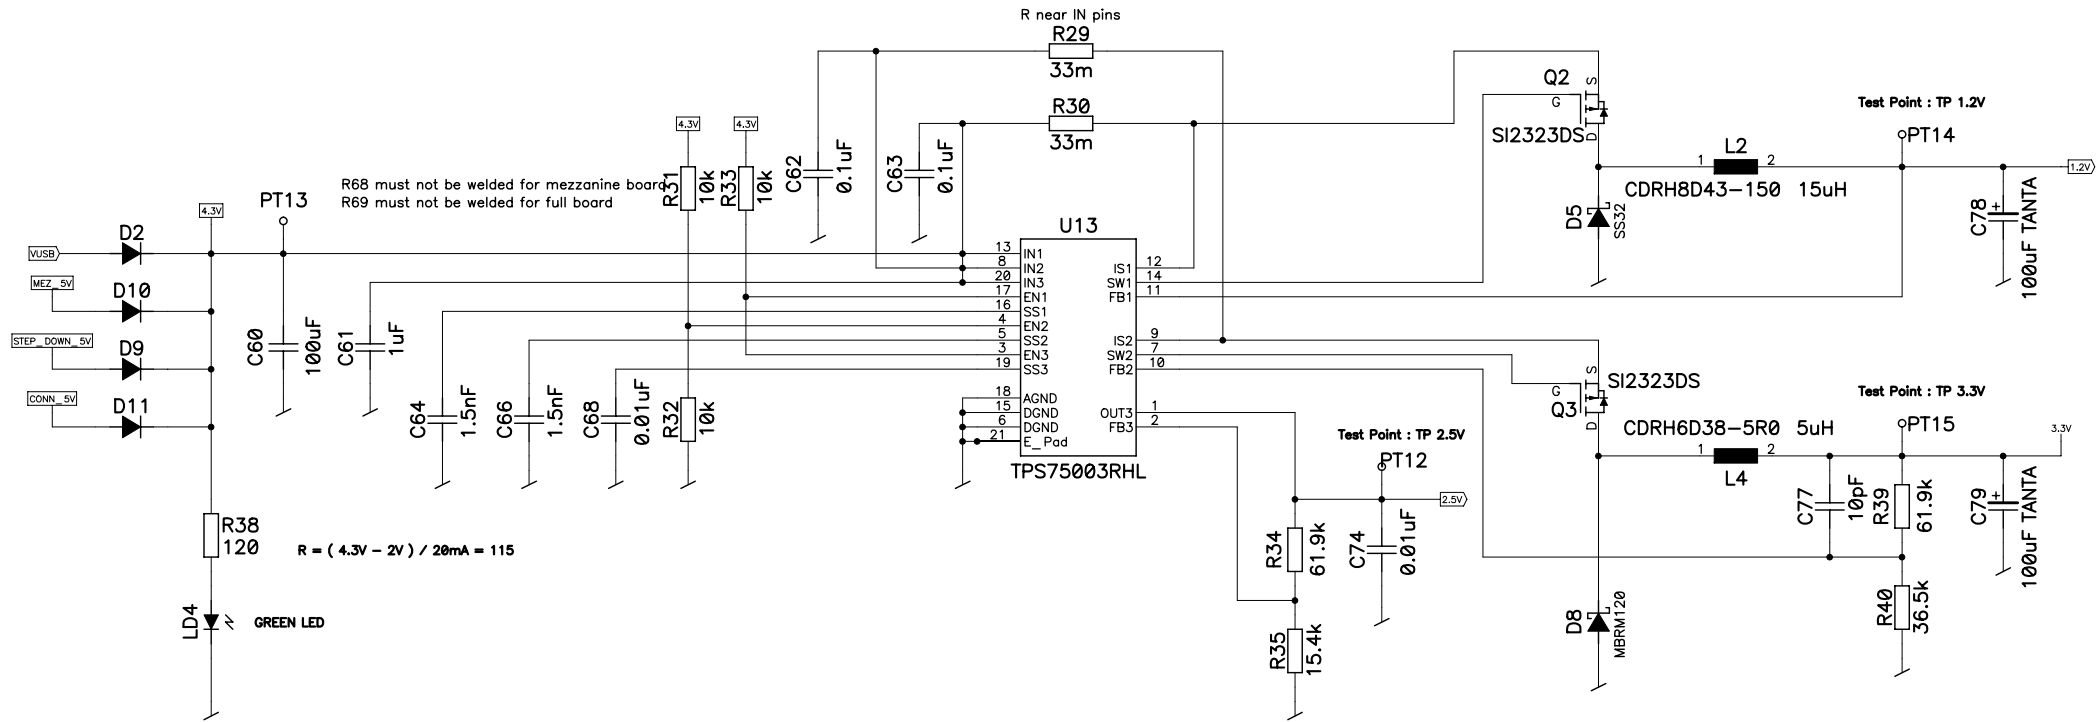 R near IN pins
R29
33m
R30
33m
C62
0.1uF
C63
0.1uF
4.3V
4.3V
R31
10k
R33
10k
R68 must not be welded for mezzanine board
R69 must not be welded for full board
4.3V
PT13
VUSB
D2
MEZ_5V
D10
STEP_DOWN_5V
D9
CONN_5V
D11
C60
100uF
C61
1uF
C64
1.5nF
C66
1.5nF
C68
0.01uF
R32
10k
R38
120
R = ( 4.3V - 2V ) / 20mA = 115
LD4
GREEN LED
U13
13 IN1
8 IN2
20 IN3
17 EN1
16 SS1
4 EN2
5 SS2
3 EN3
19 SS3
18 AGND
15 DGND
6 DGND
21 E_Pad
IS1 12
SW1 14
FB1 11
IS2 9
SW2 7
FB2 10
OUT3 1
FB3 2
TPS75003RHL
Q2
S
G
D
SI2323DS
Test Point : TP 1.2V
PT14
1 L2 2
CDRH8D43-150 15uH
1.2V
D5
SS32
C78
+
100uF TANTA
S
G
D
SI2323DS
Q3
Test Point : TP 3.3V
PT15
CDRH6D38-5R0 5uH
1 2
L4
3.3V
C77
10pF
R39
61.9k
C79
+
100uF TANTA
R40
36.5k
D8
MBRM120
Test Point : TP 2.5V
PT12
2.5V
R34
61.9k
C74
0.01uF
R35
15.4k